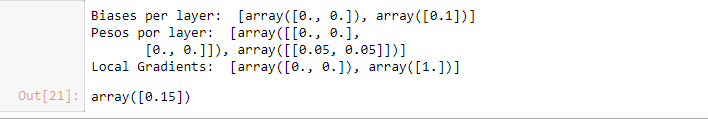 Biases per layer:  [array([0., 0.]), array([0.1])]
Pesos por layer:  [array([[0., 0.],
       [0., 0.]]), array([[0.05, 0.05]])]
Local Gradients:  [array([0., 0.]), array([1.])]
Out[21]: array([0.15])